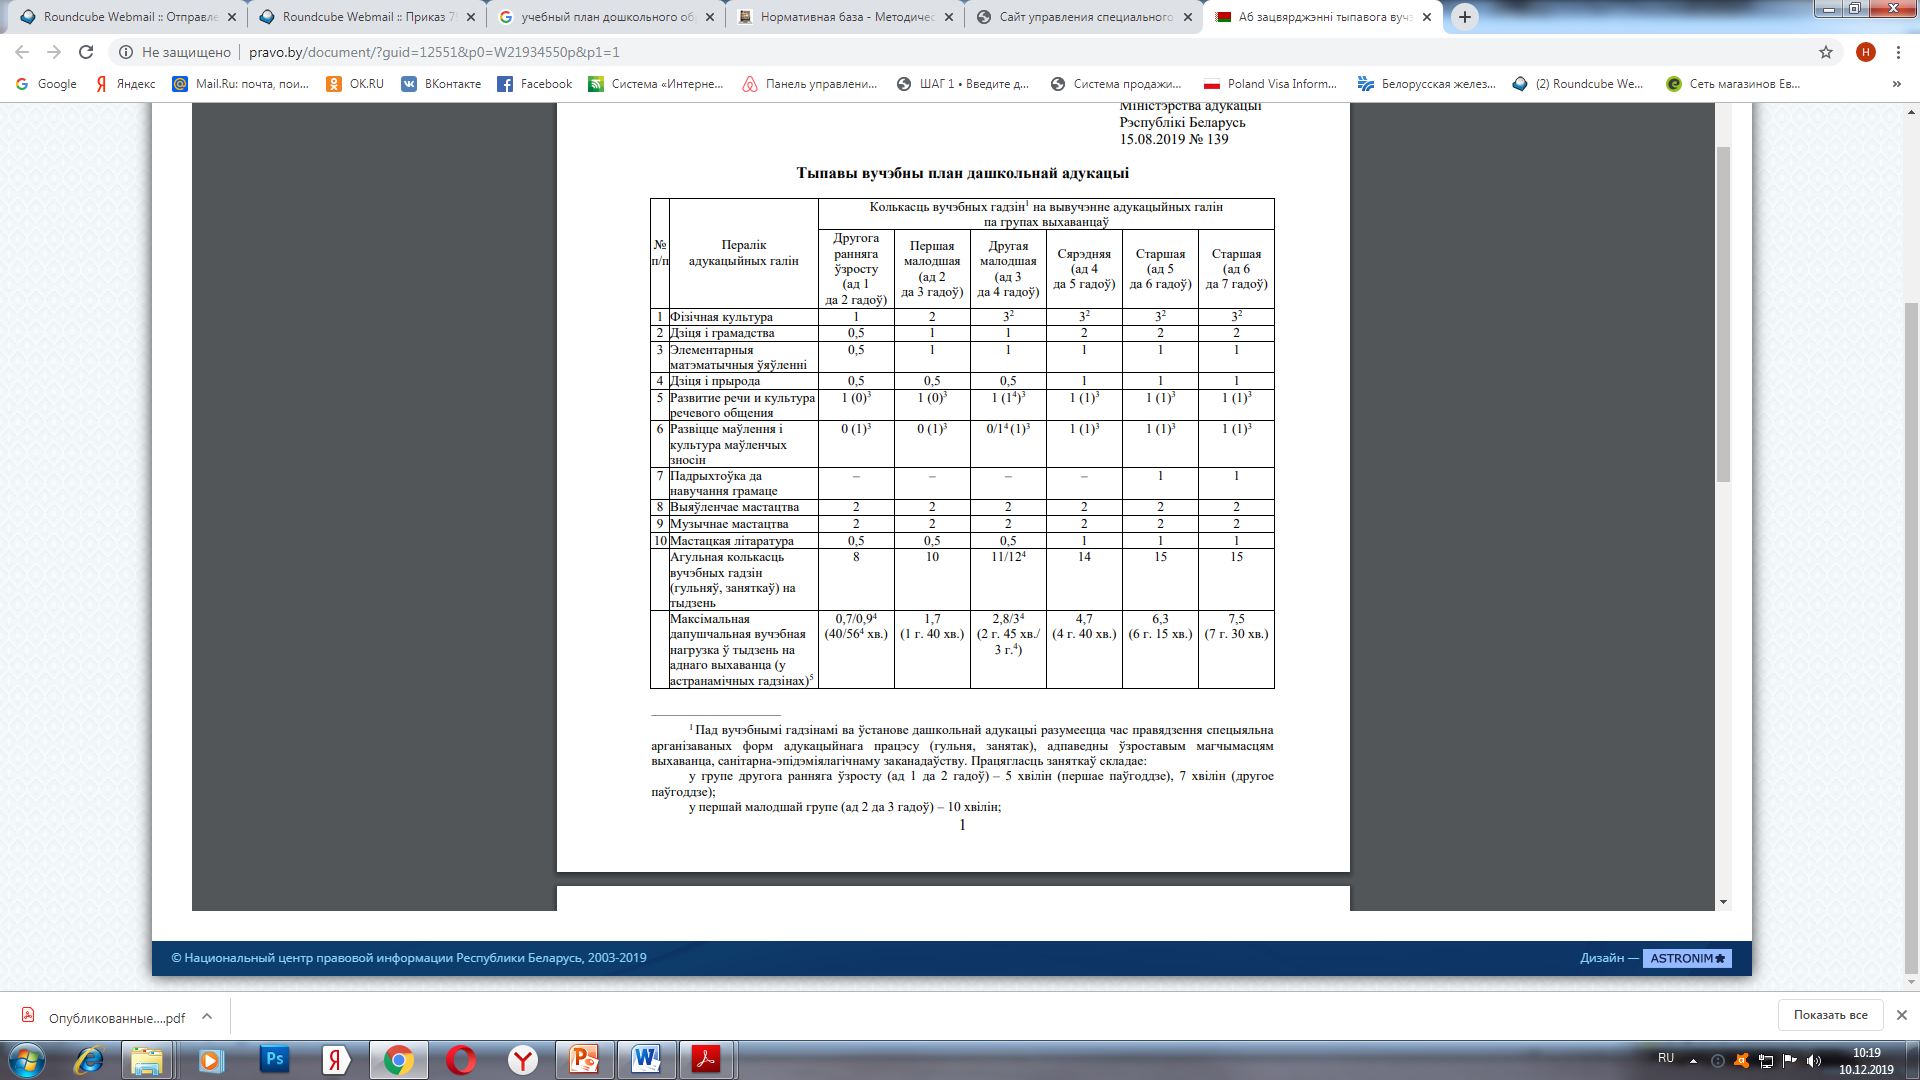 Roundcube Webmail :: Отправле
Roundcube Webmail :: Приказ 75
учебный план дошкольного об
Нормативная база - Методичес
Сайт управления специального
Аб зацвярджэнні тыпавага вучэ
Не защищено | pravo.by/document/?guid=12551&p0=W21934550p&p1=1
Н
Google
Яндекс
Mail.Ru: почта, пои...
OK.RU
ВКонтакте
Facebook
Система «Интерне...
Панель управлени...
ШАГ 1 • Введите д...
Система продажи...
Poland Visa Inform...
Белорусская желез...
(2) Roundcube We...
Сеть магазинов Ев...
»
Міністэрства адукацыі
Рэспублікі Беларусь
15.08.2019 № 139
Тыпавы вучэбны план дашкольнай адукацыі
№ п/п
Пералік
адукацыйных галін
Колькасць вучэбных гадзін¹ на вывучэнне адукацыйных галін
па групах выхаванцаў
Другога ранняга ўзросту (ад 1 да 2 гадоў)
Першая малодшая (ад 2 да 3 гадоў)
Другая малодшая (ад 3 да 4 гадоў)
Сярэдняя (ад 4 да 5 гадоў)
Старшая (ад 5 да 6 гадоў)
Старшая (ад 6 да 7 гадоў)
1 Фізічная культура 1 2 3² 3² 3² 3²
2 Дзіця і грамадства 0,5 1 1 2 2 2
3 Элементарныя 0,5 1 1 1 1 1
матэматычныя ўяўленні
4 Дзіця і прырода 0,5 0,5 0,5 1 1 1
5 Развитие речи и культура 1 (0)³ 1 (0)³ 1 (1⁴)³ 1 (1)³ 1 (1)³ 1 (1)³
речевого общения
6 Развіцце маўлення і 0 (1)³ 0 (1)³ 0/1⁴ (1)³ 1 (1)³ 1 (1)³ 1 (1)³
культура маўленчых
зносін
7 Падрыхтоўка да – – – – 1 1
навучання грамаце
8 Выяўленчае мастацтва 2 2 2 2 2 2
9 Музычнае мастацтва 2 2 2 2 2 2
10 Мастацкая літаратура 0,5 0,5 0,5 1 1 1
Агульная колькасць 8 10 11/12⁴ 14 15 15
вучэбных гадзін
(гульняў, заняткаў) на
тыдзень
Максімальная 0,7/0,9⁴ 1,7 2,8/3⁴ 4,7 6,3 7,5
дапушчальная вучэбная (40/56⁴ хв.) (1 г. 40 хв.) (2 г. 45 хв./ (4 г. 40 хв.) (6 г. 15 хв.) (7 г. 30 хв.)
нагрузка ў тыдзень на 3 г.⁴)
аднаго выхаванца (у
астранамічных гадзінах)⁵
¹ Пад вучэбнымі гадзінамі ва ўстанове дашкольнай адукацыі разумеецца час правядзення спецыяльна
арганізаваных форм адукацыйнага працэсу (гульня, занятак), адпаведны ўзроставым магчымасцям
выхаванца, санітарна-эпідэміялагічнаму заканадаўству. Працягласць заняткаў складае:
у групе другога ранняга ўзросту (ад 1 да 2 гадоў) – 5 хвілін (першае паўгоддзе), 7 хвілін (другое
паўгоддзе);
у першай малодшай групе (ад 2 да 3 гадоў) – 10 хвілін;
1
© Национальный центр правовой информации Республики Беларусь, 2003-2019
Дизайн — ASTRONIM
Опубликованные....pdf
Показать все
Ps
Я
RU
10:19
10.12.2019